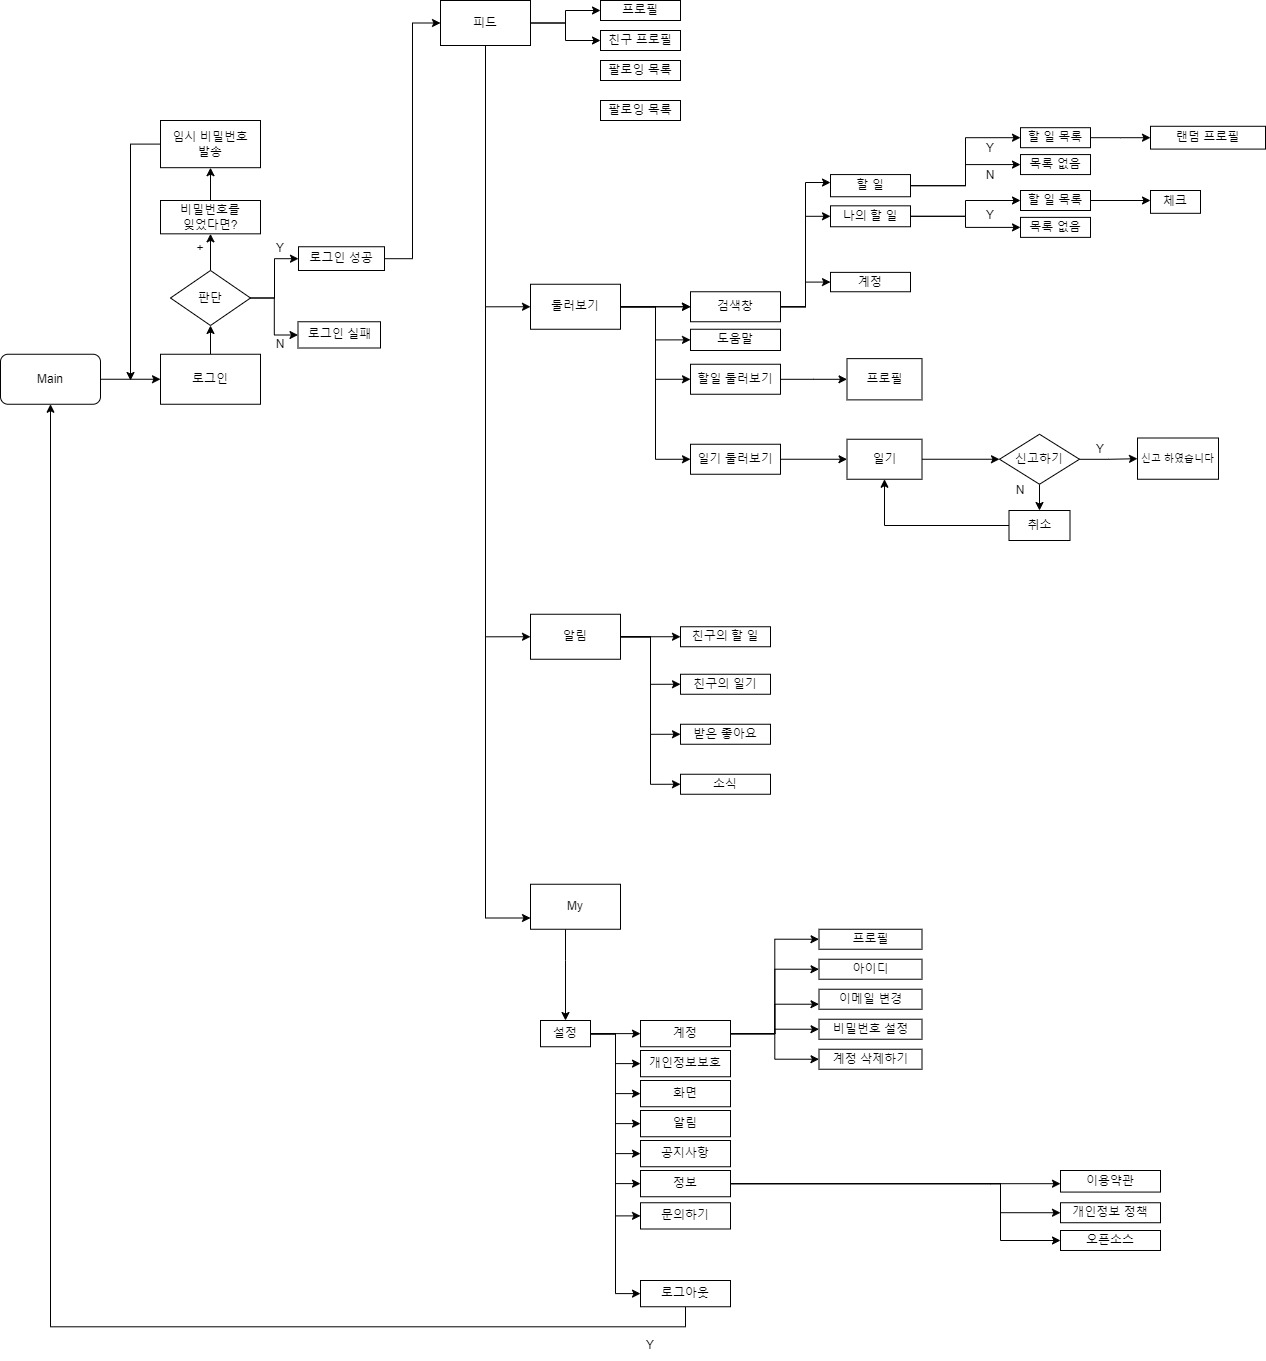 피드
프로필
친구 프로필
팔로잉 목록
팔로잉 목록
임시 비밀번호
발송
비밀번호를
잊었다면?
+
판단
Y
로그인 성공
N
로그인 실패
Main
로그인
둘러보기
검색창
도움말
할일 둘러보기
프로필
일기 둘러보기
일기
신고하기
Y
신고 하였습니다
N
취소
할 일
나의 할 일
계정
Y
할 일 목록
랜덤 프로필
N
목록 없음
Y
할 일 목록
체크
목록 없음
알림
친구의 할 일
친구의 일기
받은 좋아요
소식
My
설정
계정
개인정보보호
화면
알림
공지사항
정보
문의하기
로그아웃
프로필
아이디
이메일 변경
비밀번호 설정
계정 삭제하기
이용약관
개인정보 정책
오픈소스
Y